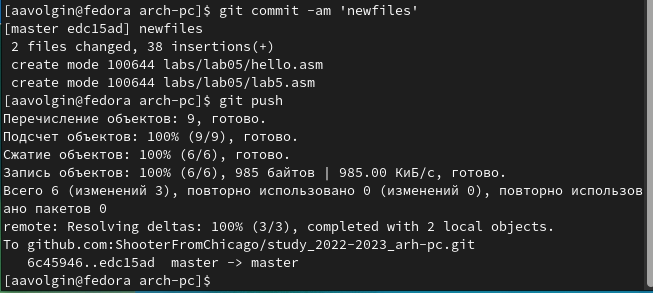 [aavolgin@fedora arch-pc]$ git commit -am 'newfiles'
[master edc15ad] newfiles
 2 files changed, 38 insertions(+)
 create mode 100644 labs/lab05/hello.asm
 create mode 100644 labs/lab05/lab5.asm
[aavolgin@fedora arch-pc]$ git push
Перечисление объектов: 9, готово.
Подсчет объектов: 100% (9/9), готово.
Сжатие объектов: 100% (6/6), готово.
Запись объектов: 100% (6/6), 985 байтов | 985.00 КиБ/с, готово.
Всего 6 (изменений 3), повторно использовано 0 (изменений 0), повторно использов
ано пакетов 0
remote: Resolving deltas: 100% (3/3), completed with 2 local objects.
To github.com:ShooterFromChicago/study_2022-2023_arh-pc.git
   6c45946..edc15ad  master -> master
[aavolgin@fedora arch-pc]$